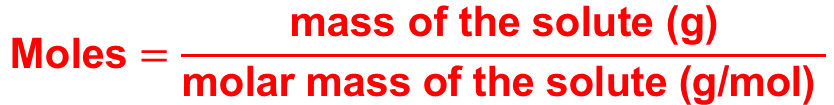 mass of the solute (g)
Moles =
molar mass of the solute (g/mol)